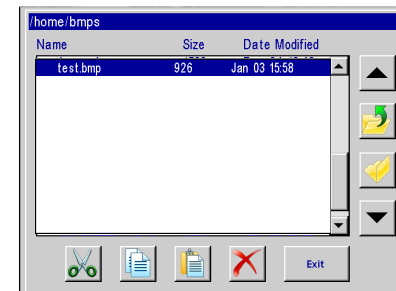 /home/bmps
Name Size Date Modified
test.bmp 926 Jan 03 15:58
Exit